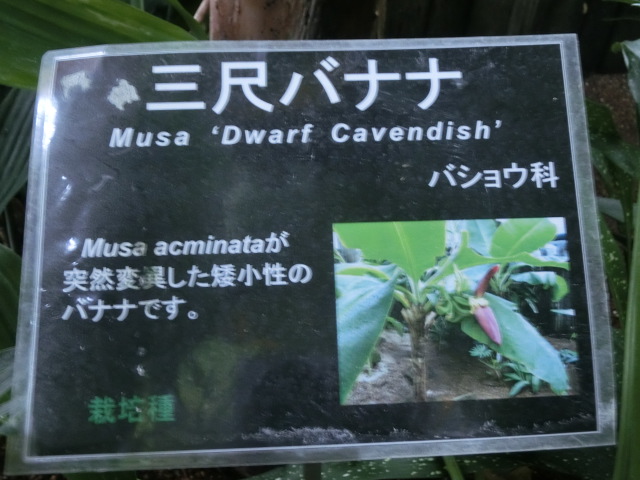 三尺バナナ
Musa ‘Dwarf Cavendish’
バショウ科
Musa acminataが
突然変異した矮小性の
バナナです。
栽培種